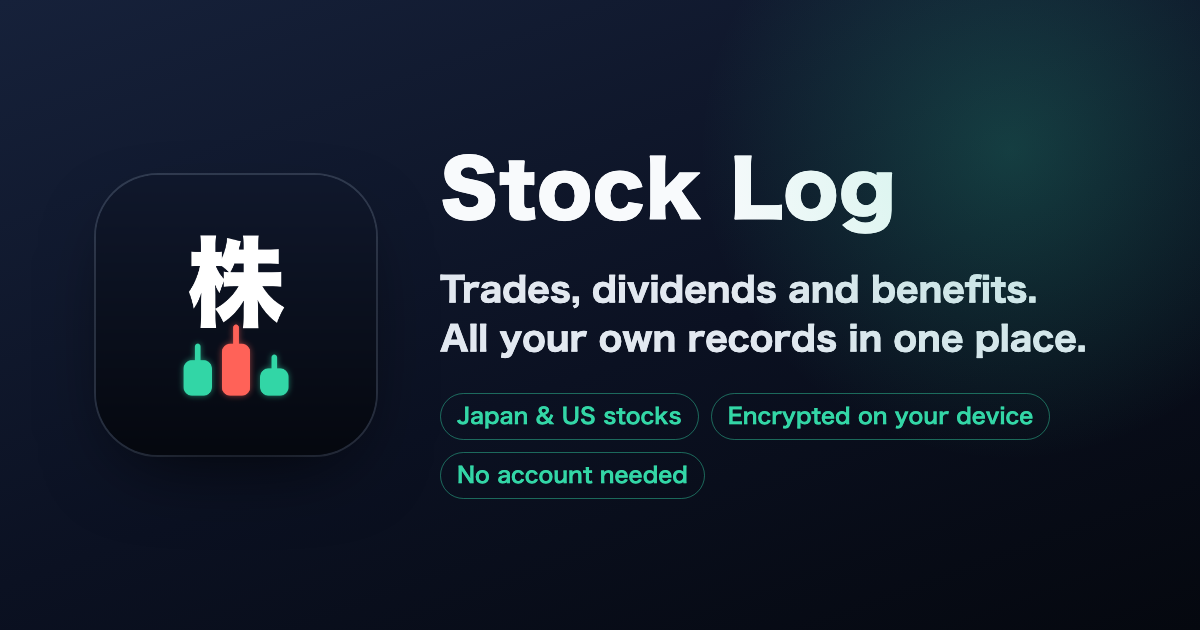 株
Stock Log
Trades, dividends and benefits.
All your own records in one place.
Japan & US stocks
Encrypted on your device
No account needed